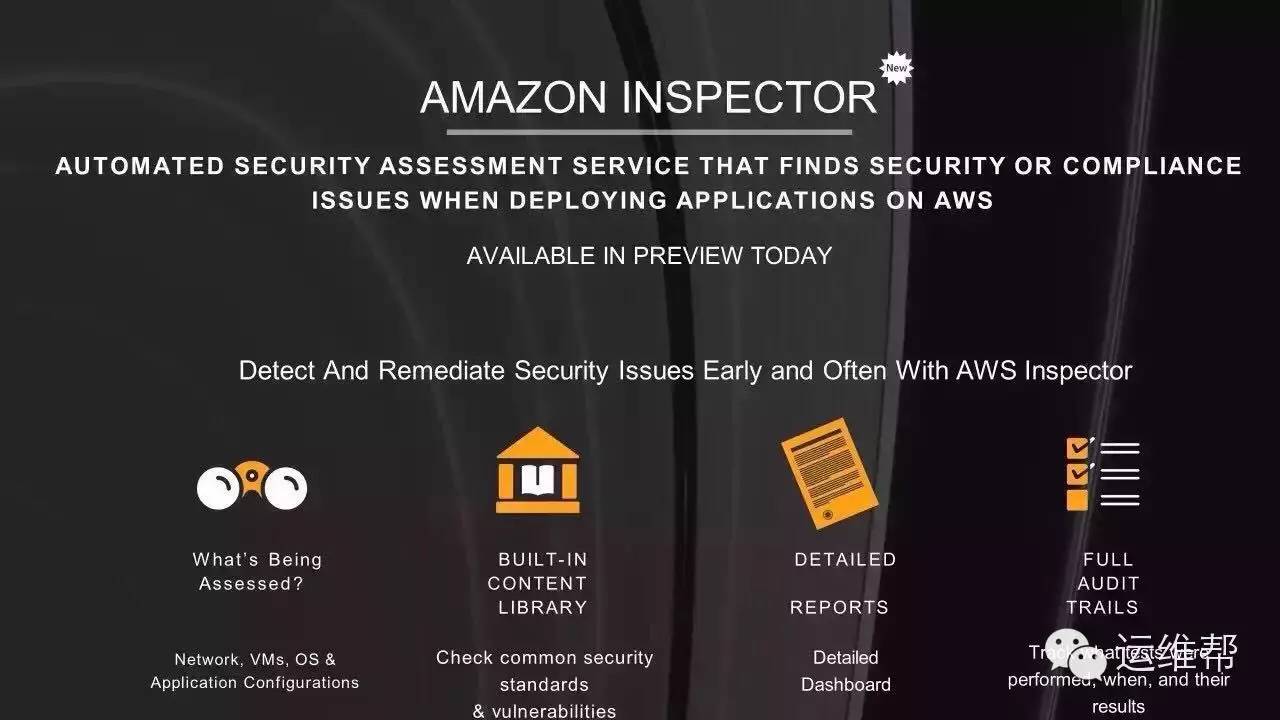 New
AMAZON INSPECTOR
AUTOMATED SECURITY ASSESSMENT SERVICE THAT FINDS SECURITY OR COMPLIANCE
ISSUES WHEN DEPLOYING APPLICATIONS ON AWS
AVAILABLE IN PREVIEW TODAY
Detect And Remediate Security Issues Early and Often With AWS Inspector
What's Being
Assessed?
Network, VMs, OS &
Application Configurations
BUILT-IN
CONTENT
LIBRARY
Check common security
standards
& vulnerabilities
DETAILED
REPORTS
Detailed
Dashboard
FULL
AUDIT
TRAILS
Track what tests were
performed, when, and their
results
运维帮